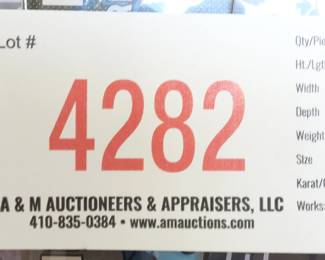 Lot #
4282
A & M AUCTIONEERS & APPRAISERS, LLC
410-835-0384 • www.amauctions.com
Qty/Pie
Ht./Lgt
Width
Depth
Weight
Size
Karat/
Works: